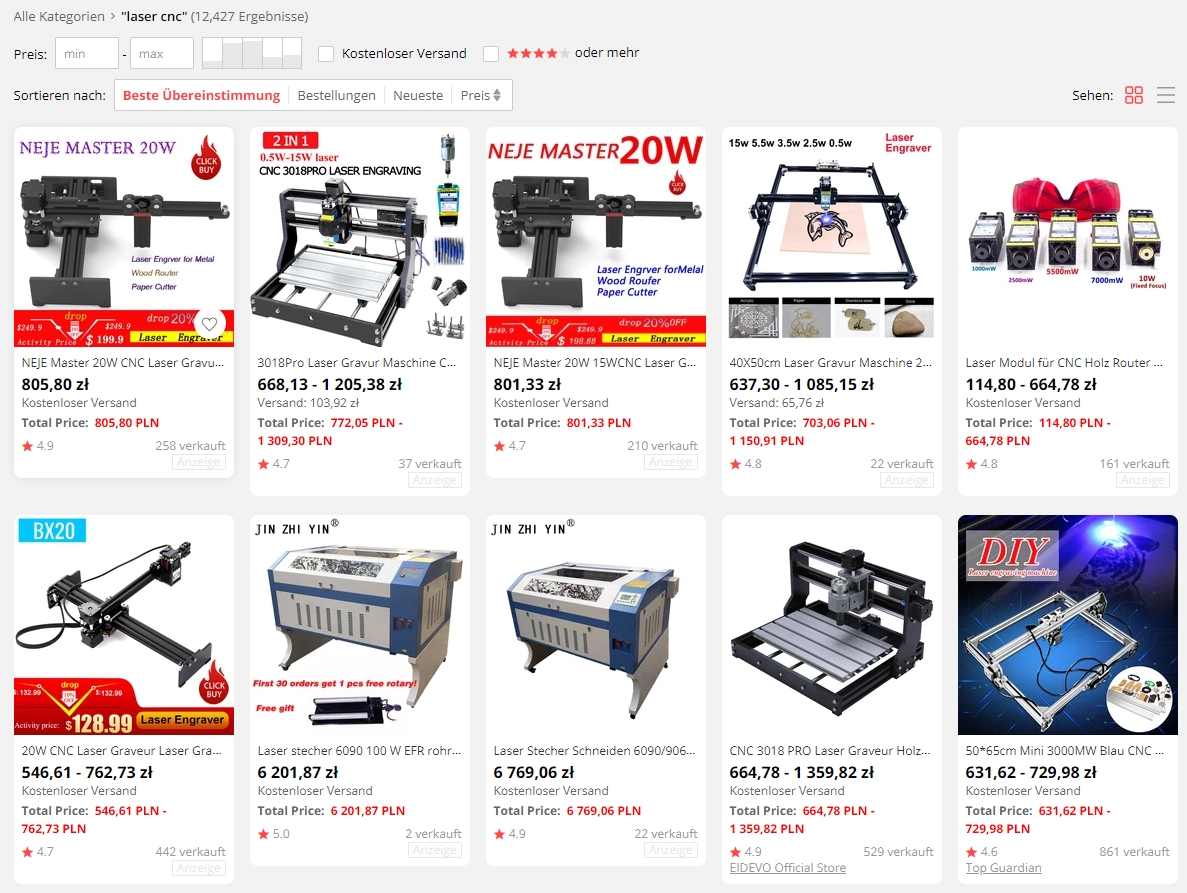 Alle Kategorien > "laser cnc" (12,427 Ergebnisse)
Preis: min - max Kostenloser Versand oder mehr
Sortieren nach: Beste Übereinstimmung Bestellungen Neueste Preis Sehen:
NEJE MASTER 20W
CLICK
BUY
Laser Engrver for Melal
Wood Router
Paper Cutter
drop drop 20%
$249. 9 $249. 9
Activity Price $ 199.9 Laser Engraver
NEJE Master 20W CNC Laser Gravu...
805,80 zł
Kostenloser Versand
Total Price: 805,80 PLN
4.9 258 verkauft
Anzeige
2 IN 1
0.5W-15W laser
CNC 3018PRO LASER ENGRAVING
3018Pro Laser Gravur Maschine C...
668,13 - 1 205,38 zł
Versand: 103,92 zł
Total Price: 772,05 PLN -
1 309,30 PLN
4.7 37 verkauft
Anzeige
NEJE MASTER 20W
CLICK
BUY
Laser Engrver forMelal
Wood Roufer
Paper Cutter
drop drop 20%OFF
$249. 9 $249. 9
Activity Price $ 198.88 Laser Engraver
NEJE Master 20W 15WCNC Laser G...
801,33 zł
Kostenloser Versand
Total Price: 801,33 PLN
4.7 210 verkauft
Anzeige
15w 5.5w 3.5w 2.5w 0.5w
Laser
Engraver
Acrylic Paper Stainless steel Stone
40X50cm Laser Gravur Maschine 2...
637,30 - 1 085,15 zł
Versand: 65,76 zł
Total Price: 703,06 PLN -
1 150,91 PLN
4.8 22 verkauft
Anzeige
1000mW
2500mW
5500mW
7000mW
10W
(Fixed Focus)
Laser Modul für CNC Holz Router ...
114,80 - 664,78 zł
Kostenloser Versand
Total Price: 114,80 PLN -
664,78 PLN
4.8 161 verkauft
Anzeige
BX20
CLICK
BUY
drop
$: 132.99 $:132.99
10%
OFF
Activity price: $128.99 Laser Engraver
20W CNC Laser Graveur Laser Gra...
546,61 - 762,73 zł
Kostenloser Versand
Total Price: 546,61 PLN -
762,73 PLN
4.7 442 verkauft
Anzeige
JIN ZHI YIN®
First 30 orders get 1 pcs free rotary!
Free gift
Laser stecher 6090 100 W EFR rohr...
6 201,87 zł
Kostenloser Versand
Total Price: 6 201,87 PLN
5.0 2 verkauft
Anzeige
JIN ZHI YIN®
Laser Stecher Schneiden 6090/906...
6 769,06 zł
Kostenloser Versand
Total Price: 6 769,06 PLN
4.9 22 verkauft
Anzeige
CNC 3018 PRO Laser Graveur Holz...
664,78 - 1 359,82 zł
Kostenloser Versand
Total Price: 664,78 PLN -
1 359,82 PLN
4.9 529 verkauft
EIDEVO Official Store
DIY
Laser engraving machine
50*65cm Mini 3000MW Blau CNC ...
631,62 - 729,98 zł
Kostenloser Versand
Total Price: 631,62 PLN -
729,98 PLN
4.6 861 verkauft
Top Guardian